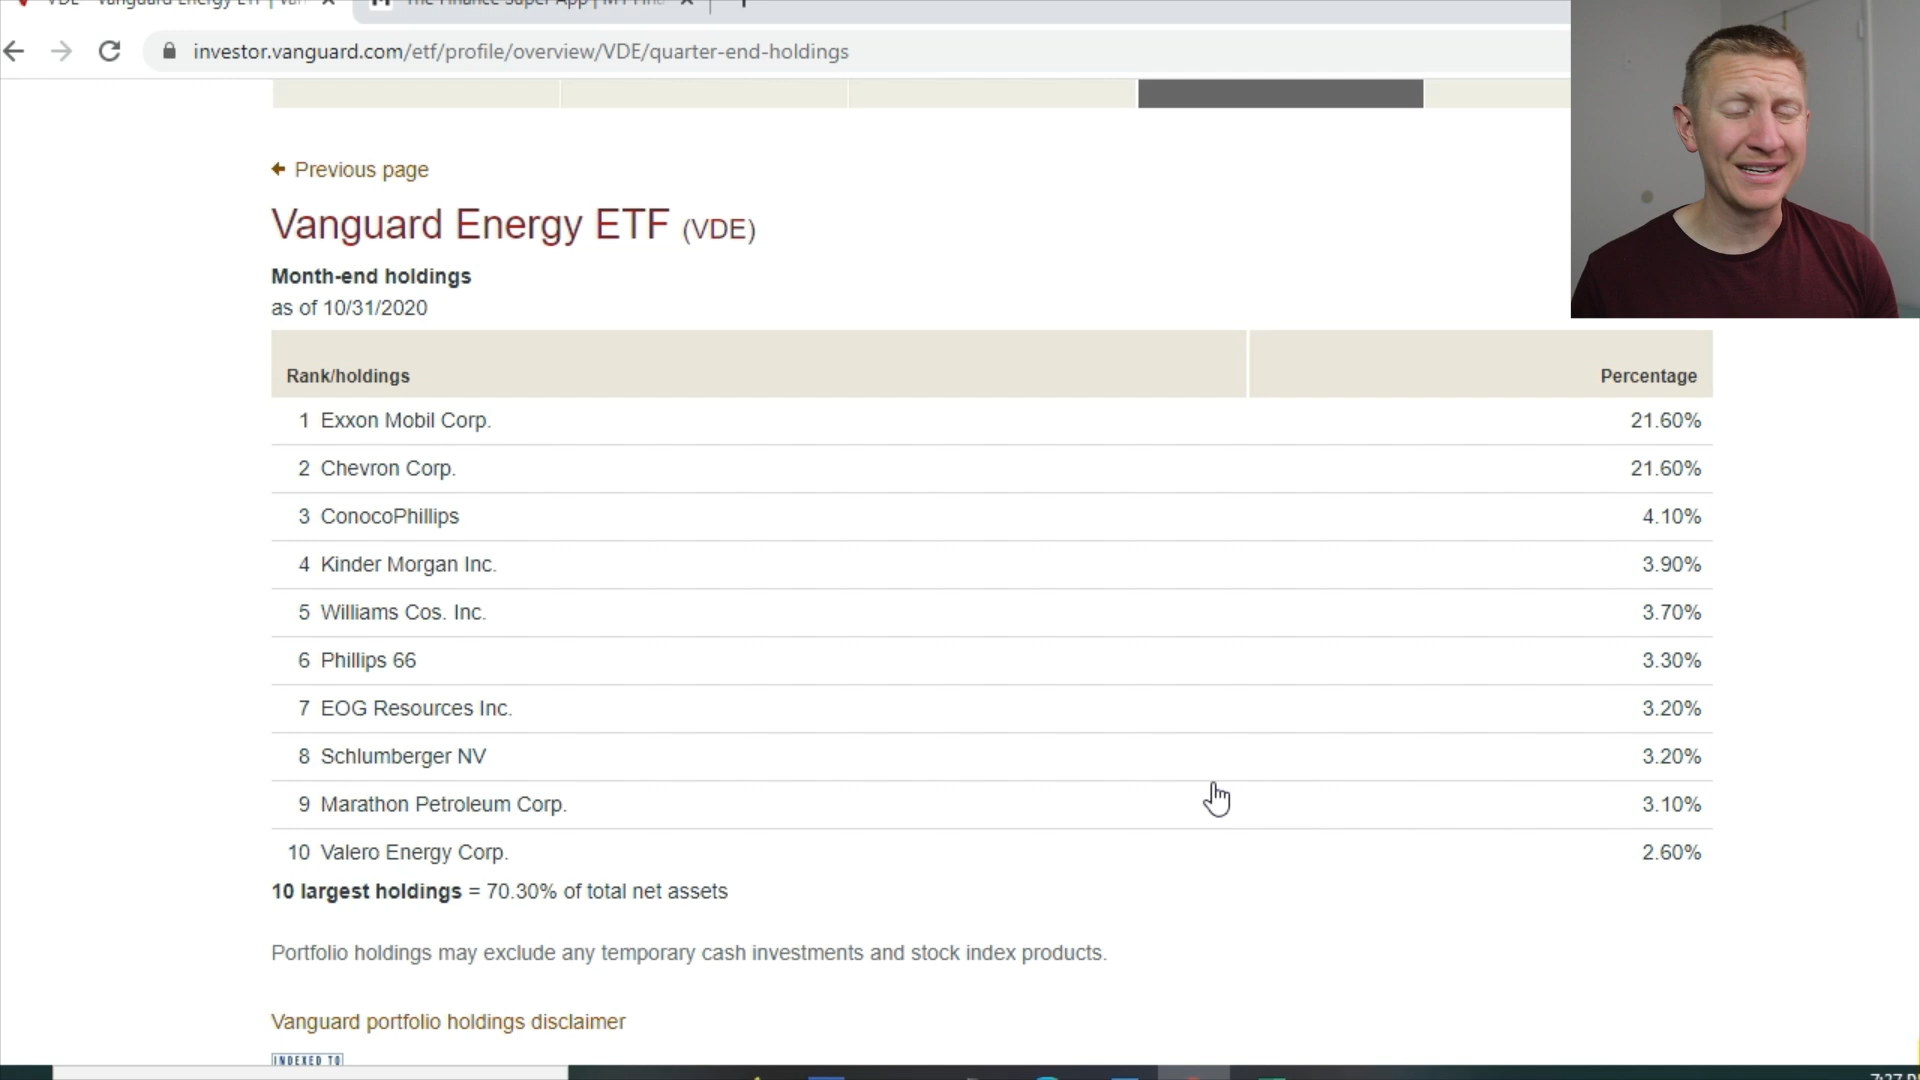 investor.vanguard.com/etf/profile/overview/VDE/quarter-end-holdings
Previous page
Vanguard Energy ETF (VDE)
Month-end holdings
as of 10/31/2020
Rank/holdings Percentage
1 Exxon Mobil Corp. 21.60%
2 Chevron Corp. 21.60%
3 ConocoPhillips 4.10%
4 Kinder Morgan Inc. 3.90%
5 Williams Cos. Inc. 3.70%
6 Phillips 66 3.30%
7 EOG Resources Inc. 3.20%
8 Schlumberger NV 3.20%
9 Marathon Petroleum Corp. 3.10%
10 Valero Energy Corp. 2.60%
10 largest holdings = 70.30% of total net assets
Portfolio holdings may exclude any temporary cash investments and stock index products.
Vanguard portfolio holdings disclaimer
INDEXED TO